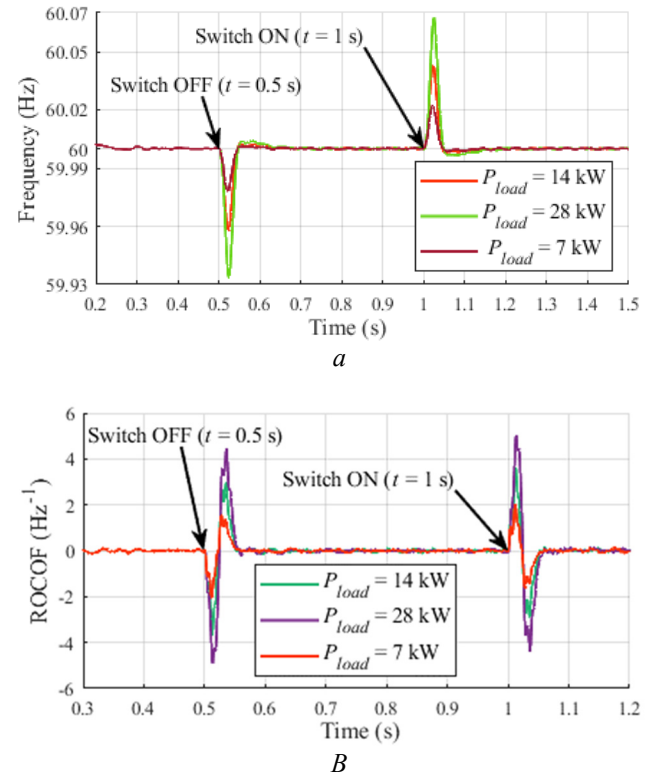 60.07
60.05
60.02
60
59.99
59.96
59.93
Frequency (Hz)
Switch ON (t = 1 s)
Switch OFF (t = 0.5 s)
P_load = 14 kW
P_load = 28 kW
P_load = 7 kW
0.2 0.3 0.4 0.5 0.6 0.7 0.8 0.9 1 1.1 1.2 1.3 1.4 1.5
Time (s)
a
6
4
2
0
-2
-4
-6
ROCOF (Hz⁻¹)
Switch OFF (t = 0.5 s)
Switch ON (t = 1 s)
P_load = 14 kW
P_load = 28 kW
P_load = 7 kW
0.3 0.4 0.5 0.6 0.7 0.8 0.9 1 1.1 1.2
Time (s)
B